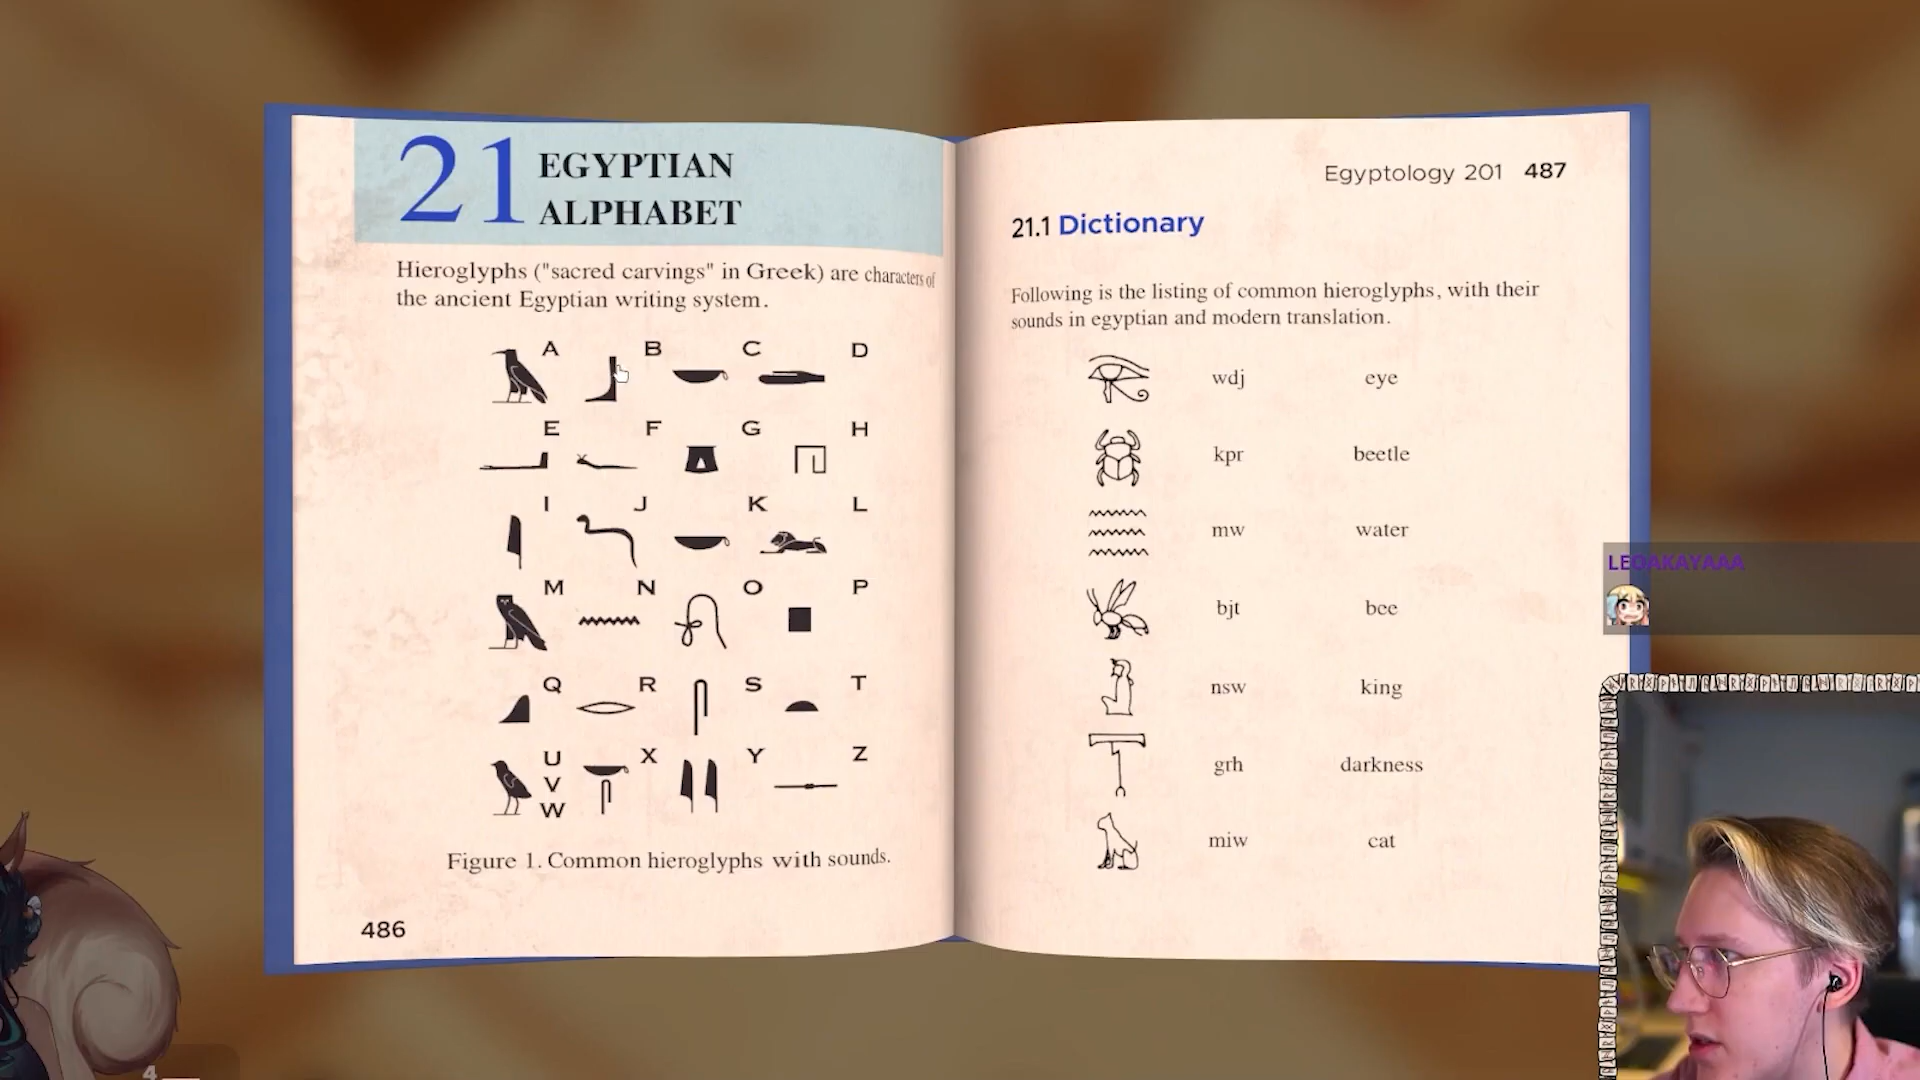 21 EGYPTIAN
ALPHABET
Hieroglyphs ("sacred carvings" in Greek) are characters of
the ancient Egyptian writing system.
A B C D
E F G H
I J K L
M N O P
Q R S T
U X Y Z
V
W
Figure 1. Common hieroglyphs with sounds.
486
Egyptology 201 487
21.1 Dictionary
Following is the listing of common hieroglyphs, with their
sounds in egyptian and modern translation.
wdj eye
kpr beetle
mw water
bjt bee
nsw king
grh darkness
miw cat
LEOAKAYAAA
4